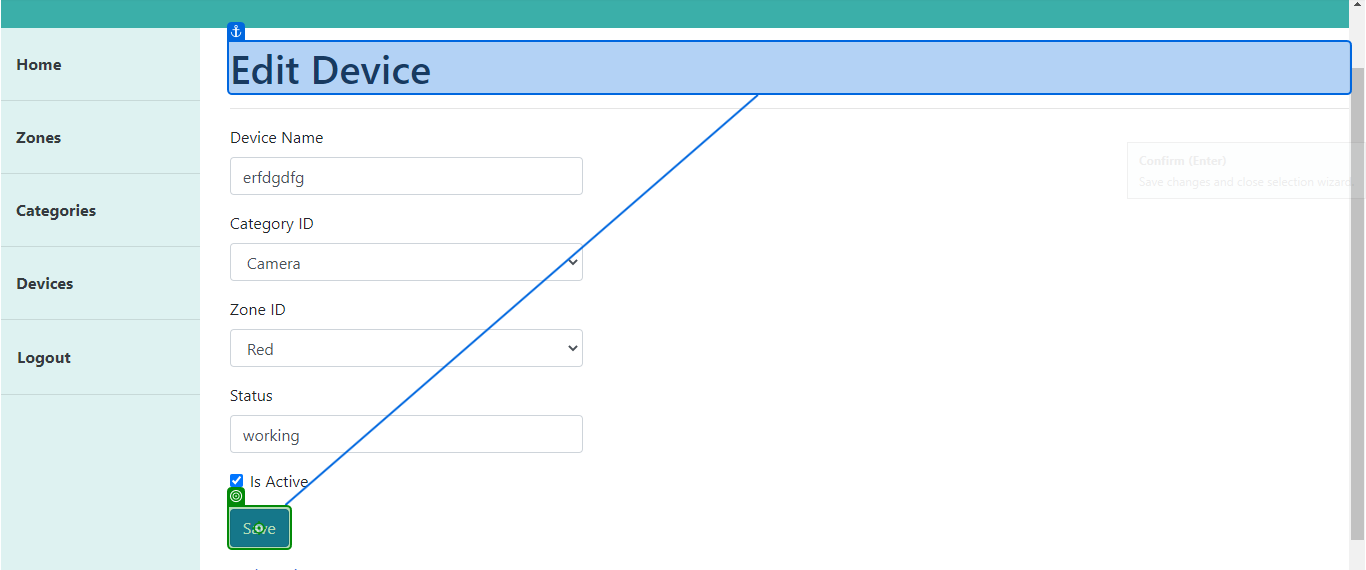 Home
Zones
Categories
Devices
Logout
Edit Device
Device Name
erfdgdfg
Category ID
Camera
Zone ID
Red
Status
working
Is Active
Save
Confirm (Enter)
Save changes and close selection wizard.